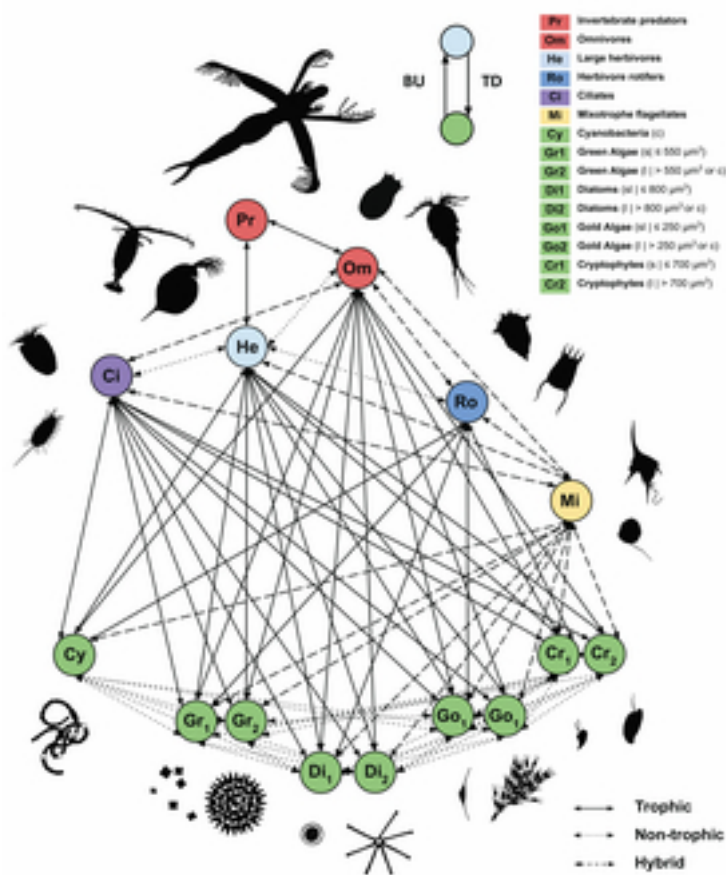 Pr Invertebrate predators
Om Omnivores
He Large herbivores
Ro Herbivore rotifers
Ci Ciliates
Mi Mixotrophe flagellates
Cy Cyanobacteria (c)
Gr1 Green Algae (s| ≤ 550 µm³)
Gr2 Green Algae (l | > 550 µm³ or c)
Di1 Diatoms (s| ≤ 800 µm³)
Di2 Diatoms (l | > 800 µm³ or c)
Go1 Gold Algae (s| ≤ 250 µm³)
Go2 Gold Algae (l | > 250 µm³ or c)
Cr1 Cryptophytes (s | ≤ 700 µm³)
Cr2 Cryptophytes (l | > 700 µm³)
BU TD
Pr
Om
He
Ci
Ro
Mi
Cy
Cr₁ Cr₂
Gr₁ Gr₂
Go₁ Go₁
Di₁ Di₂
Trophic
Non-trophic
Hybrid